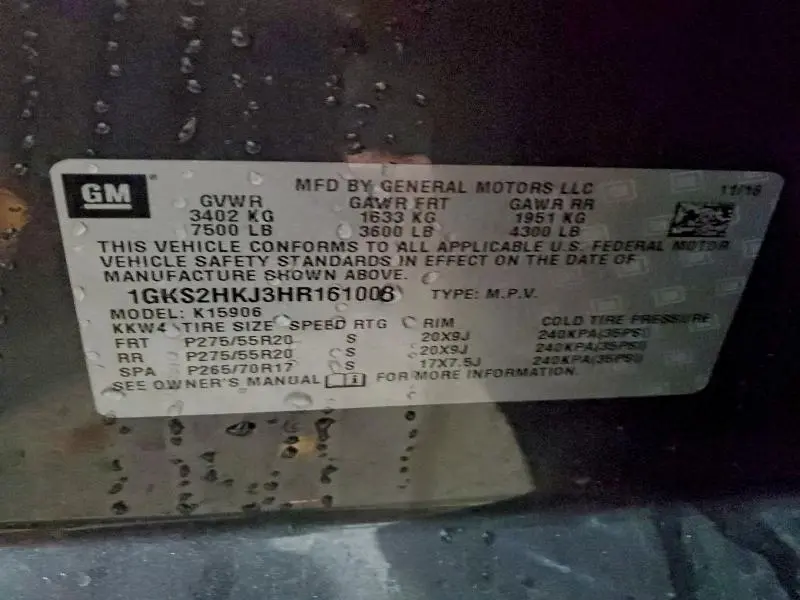 GM
MFD BY GENERAL MOTORS LLC 11/16
GVWR GAWR FRT GAWR RR
3402 KG 1633 KG 1951 KG
7500 LB 3600 LB 4300 LB
THIS VEHICLE CONFORMS TO ALL APPLICABLE U.S. FEDERAL MOTOR
VEHICLE SAFETY STANDARDS IN EFFECT ON THE DATE OF
MANUFACTURE SHOWN ABOVE.
1GKS2HKJ3HR161008 TYPE: M.P.V.
MODEL: K15906
KKW4 TIRE SIZE SPEED RTG RIM COLD TIRE PRESSURE
FRT P275/55R20 S 20X9J 240KPA(35PSI)
RR P275/55R20 S 20X9J 240KPA(35PSI)
SPA P265/70R17 S 17X7.5J 240KPA(35PSI)
SEE OWNER'S MANUAL FOR MORE INFORMATION.